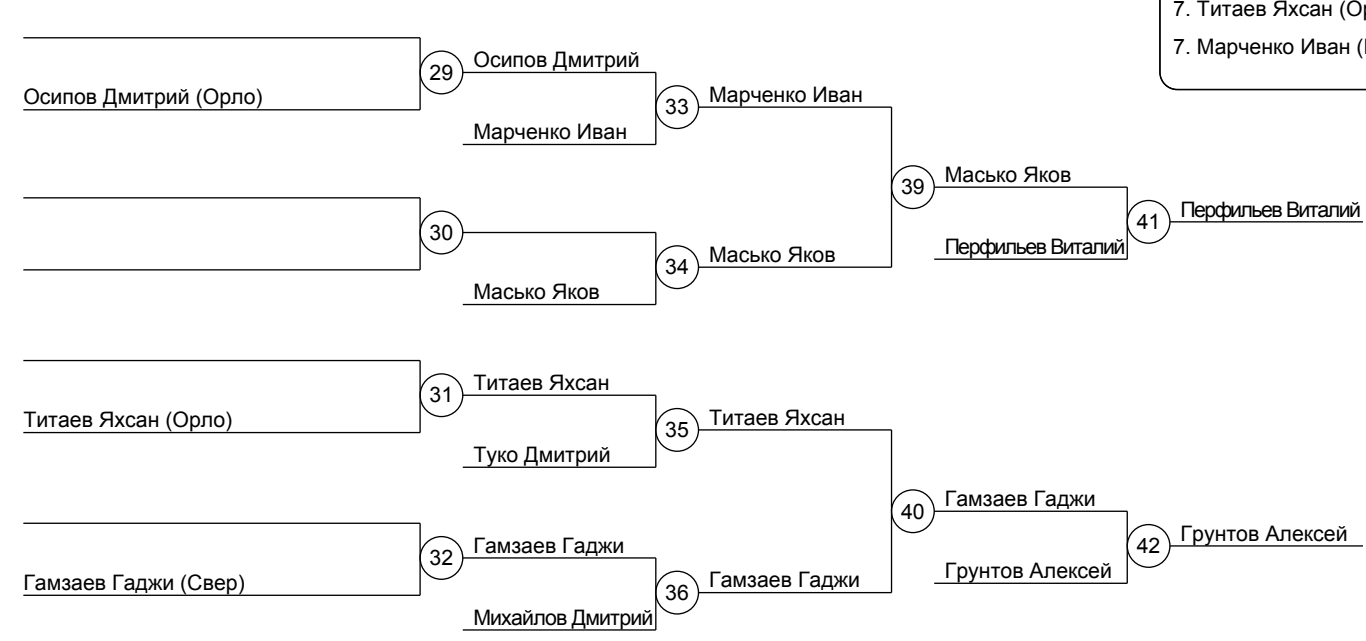 7. Титаев Яхсан
7. Марченко Иван
29
Осипов Дмитрий
Осипов Дмитрий (Орло)
33
Марченко Иван
Марченко Иван
39
Масько Яков
30
41
Перфильев Виталий
Перфильев Виталий
34
Масько Яков
Масько Яков
31
Титаев Яхсан
Титаев Яхсан (Орло)
35
Титаев Яхсан
Туко Дмитрий
40
Гамзаев Гаджи
32
Гамзаев Гаджи
42
Грунтов Алексей
Грунтов Алексей
Гамзаев Гаджи (Свер)
36
Гамзаев Гаджи
Михайлов Дмитрий